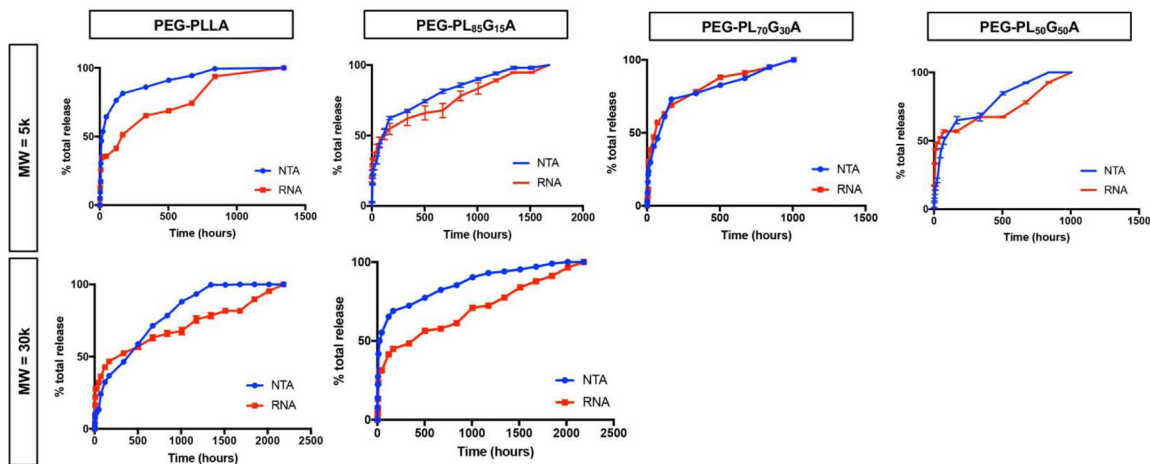 PEG-PLLA
PEG-PL₈₅G₁₅A
PEG-PL₇₀G₃₀A
PEG-PL₅₀G₅₀A
MW = 5k
% total release
100
50
0
NTA
RNA
0 500 1000 1500
Time (hours)
% total release
100
50
0
NTA
RNA
0 500 1000 1500 2000
Time (hours)
% total release
100
50
0
NTA
RNA
0 500 1000 1500
Time (hours)
% total release
100
50
0
NTA
RNA
0 500 1000 1500
Time (hours)
MW = 30k
% total release
100
50
0
NTA
RNA
0 500 1000 1500 2000 2500
Time (hours)
% total release
100
50
0
NTA
RNA
0 500 1000 1500 2000 2500
Time (hours)